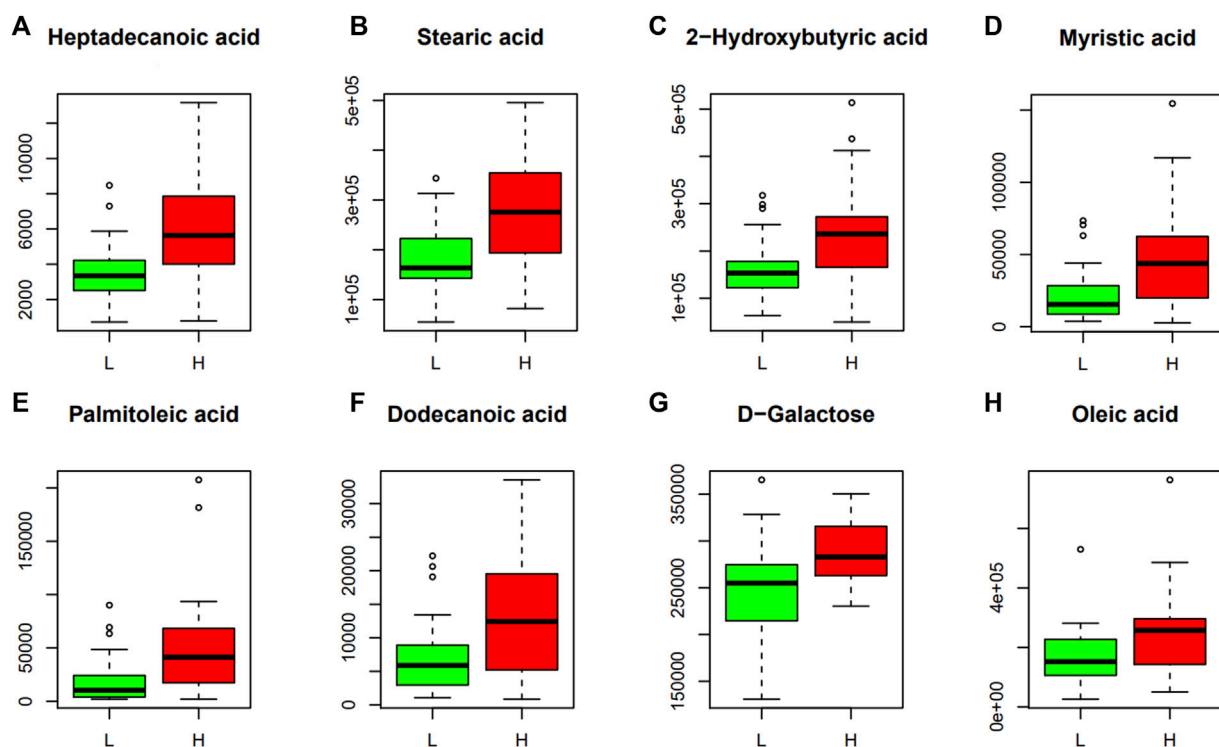 A Heptadecanoic acid
2000 6000 10000
L H
B Stearic acid
1e+05 3e+05 5e+05
L H
C 2−Hydroxybutyric acid
1e+05 3e+05 5e+05
L H
D Myristic acid
0 50000 100000
L H
E Palmitoleic acid
0 50000 150000
L H
F Dodecanoic acid
0 10000 20000 30000
L H
G D−Galactose
150000 250000 350000
L H
H Oleic acid
0e+00 4e+05
L H